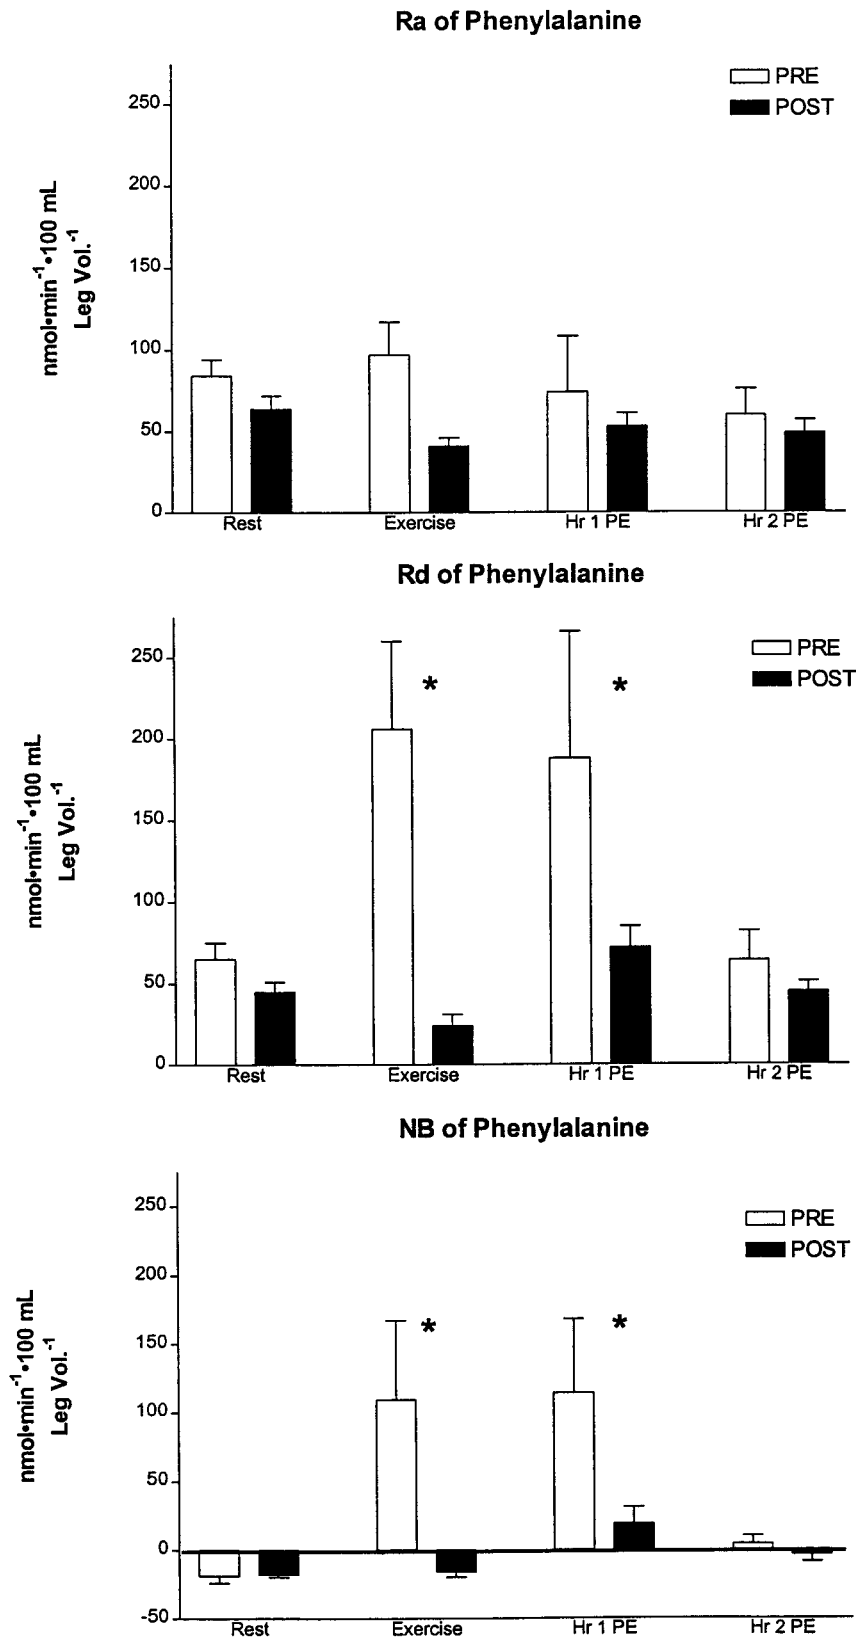 Ra of Phenylalanine
PRE
POST
nmol•min⁻¹•100 mL
Leg Vol.⁻¹
250
200
150
100
50
0
Rest Exercise Hr 1 PE Hr 2 PE
Rd of Phenylalanine
PRE
POST
nmol•min⁻¹•100 mL
Leg Vol.⁻¹
250
200
150
100
50
0
* *
Rest Exercise Hr 1 PE Hr 2 PE
NB of Phenylalanine
PRE
POST
nmol•min⁻¹•100 mL
Leg Vol.⁻¹
250
200
150
100
50
0
-50
* *
Rest Exercise Hr 1 PE Hr 2 PE